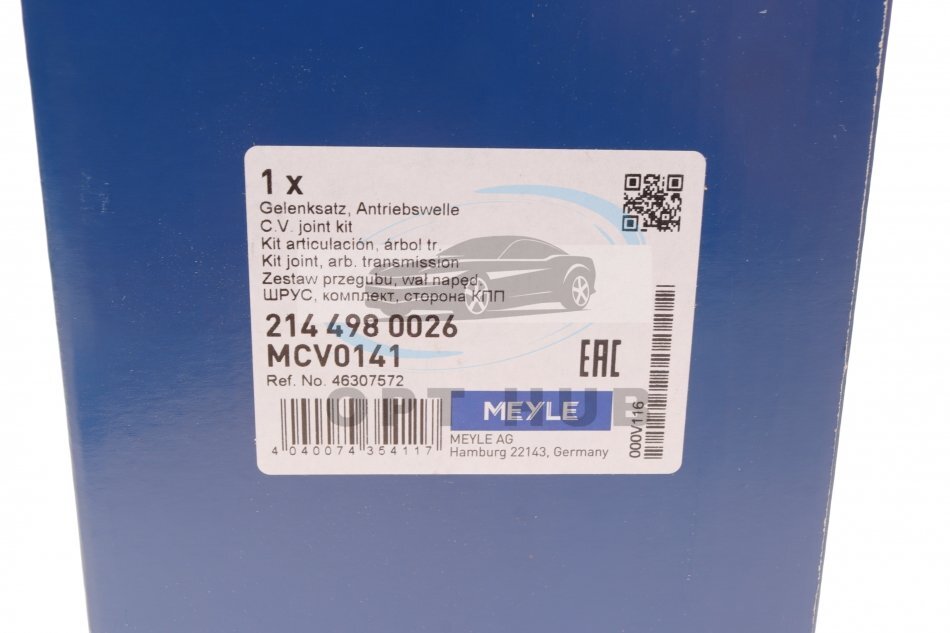 1 x
Gelenksatz, Antriebswelle
C.V. joint kit
Kit articulación, árbol tr.
Kit joint, arb. transmission
Zestaw przegubu, wał napęd.
ШРУС, комплект, сторона КПП
214 498 0026
MCV0141
Ref. No. 46307572
EAC
OPT HUB
MEYLE
MEYLE AG
Hamburg 22143, Germany
4 040074 354117
000V116